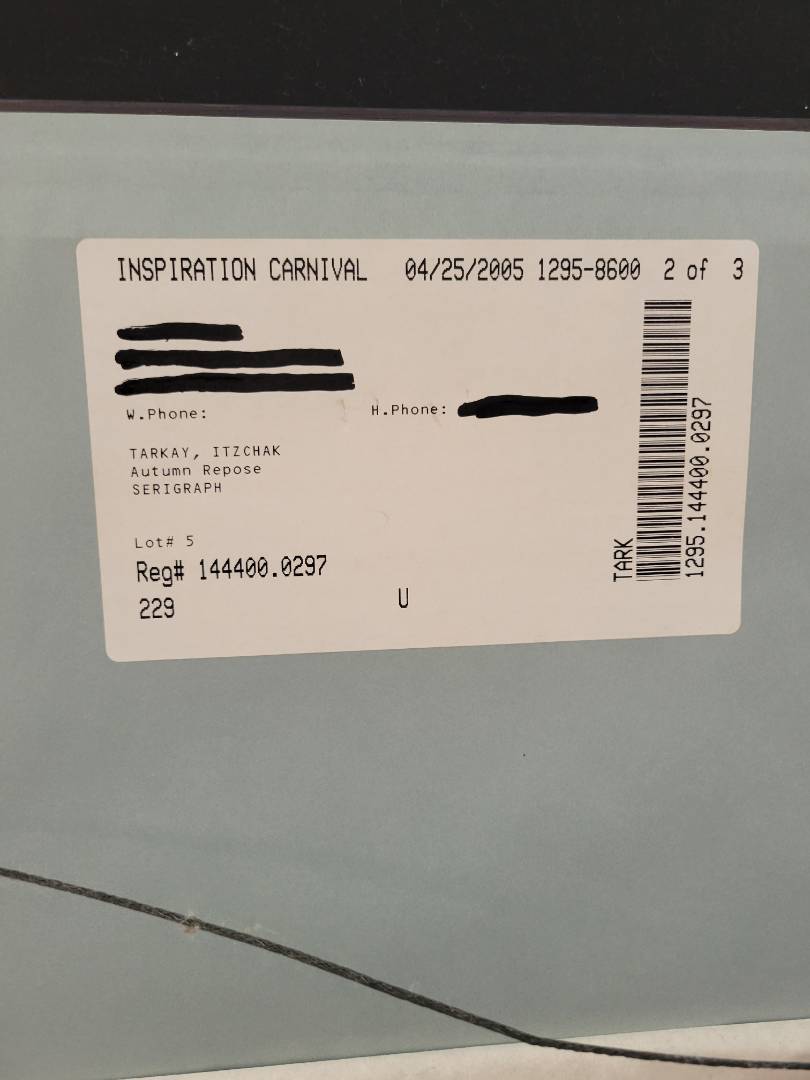 INSPIRATION CARNIVAL 04/25/2005 1295-8600 2 of 3
W.Phone: H.Phone:
TARKAY, ITZCHAK
Autumn Repose
SERIGRAPH
Lot# 5
Reg# 144400.0297
229 U
TARK
1295.144400.0297